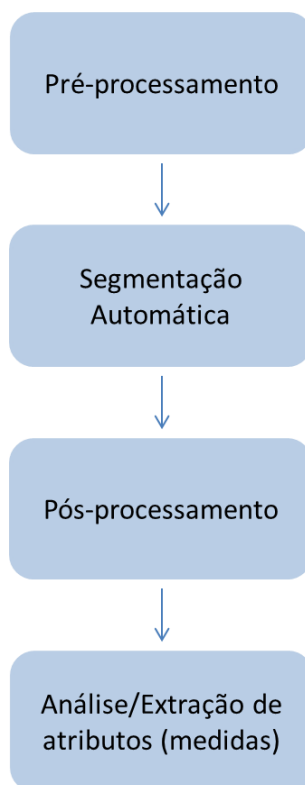 Pré-processamento
Segmentação
Automática
Pós-processamento
Análise/Extração de
atributos (medidas)